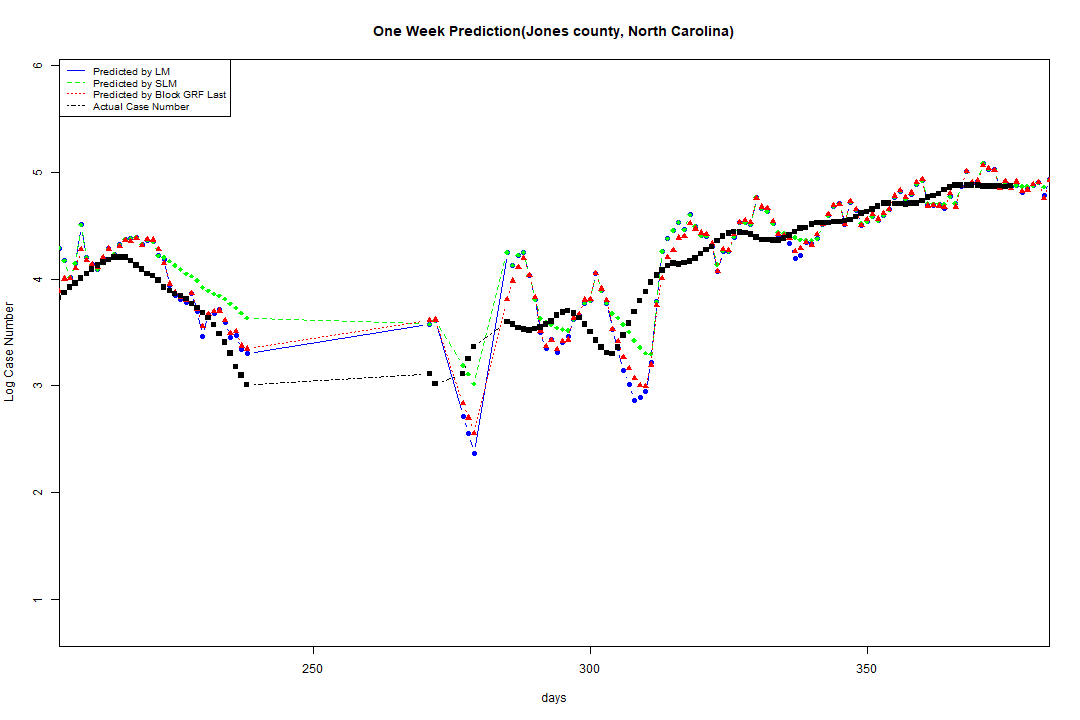 One Week Prediction(Jones county, North Carolina)
Predicted by LM
Predicted by SLM
Predicted by Block GRF Last
Actual Case Number
Log Case Number
6
5
4
3
2
1
250
300
350
days